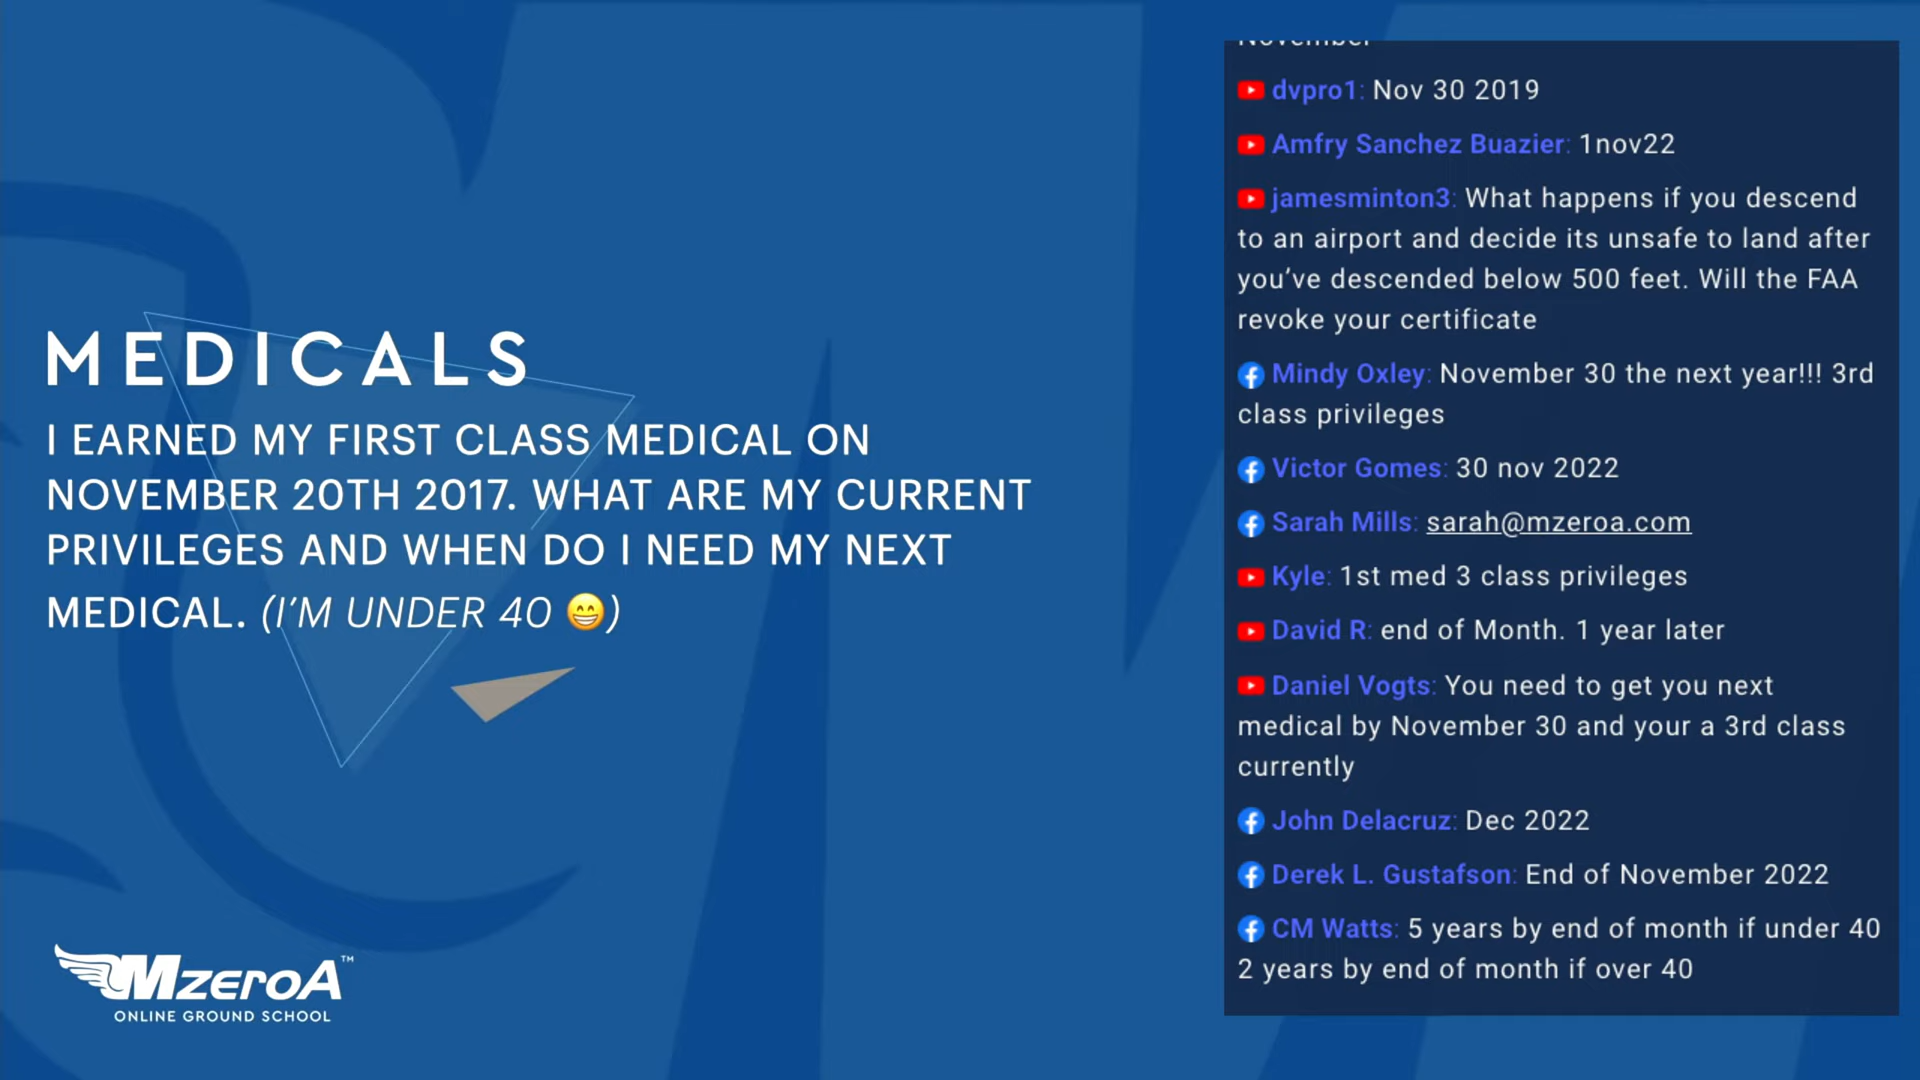 MEDICALS
I EARNED MY FIRST CLASS MEDICAL ON
NOVEMBER 20TH 2017. WHAT ARE MY CURRENT
PRIVILEGES AND WHEN DO I NEED MY NEXT
MEDICAL. (I'M UNDER 40 😁)
MZEROA™
ONLINE GROUND SCHOOL
November
dvpro1: Nov 30 2019
Amfry Sanchez Buazier: 1nov22
jamesminton3: What happens if you descend
to an airport and decide its unsafe to land after
you've descended below 500 feet. Will the FAA
revoke your certificate
Mindy Oxley: November 30 the next year!!! 3rd
class privileges
Victor Gomes: 30 nov 2022
Sarah Mills: sarah@mzeroa.com
Kyle: 1st med 3 class privileges
David R: end of Month. 1 year later
Daniel Vogts: You need to get you next
medical by November 30 and your a 3rd class
currently
John Delacruz: Dec 2022
Derek L. Gustafson: End of November 2022
CM Watts: 5 years by end of month if under 40
2 years by end of month if over 40